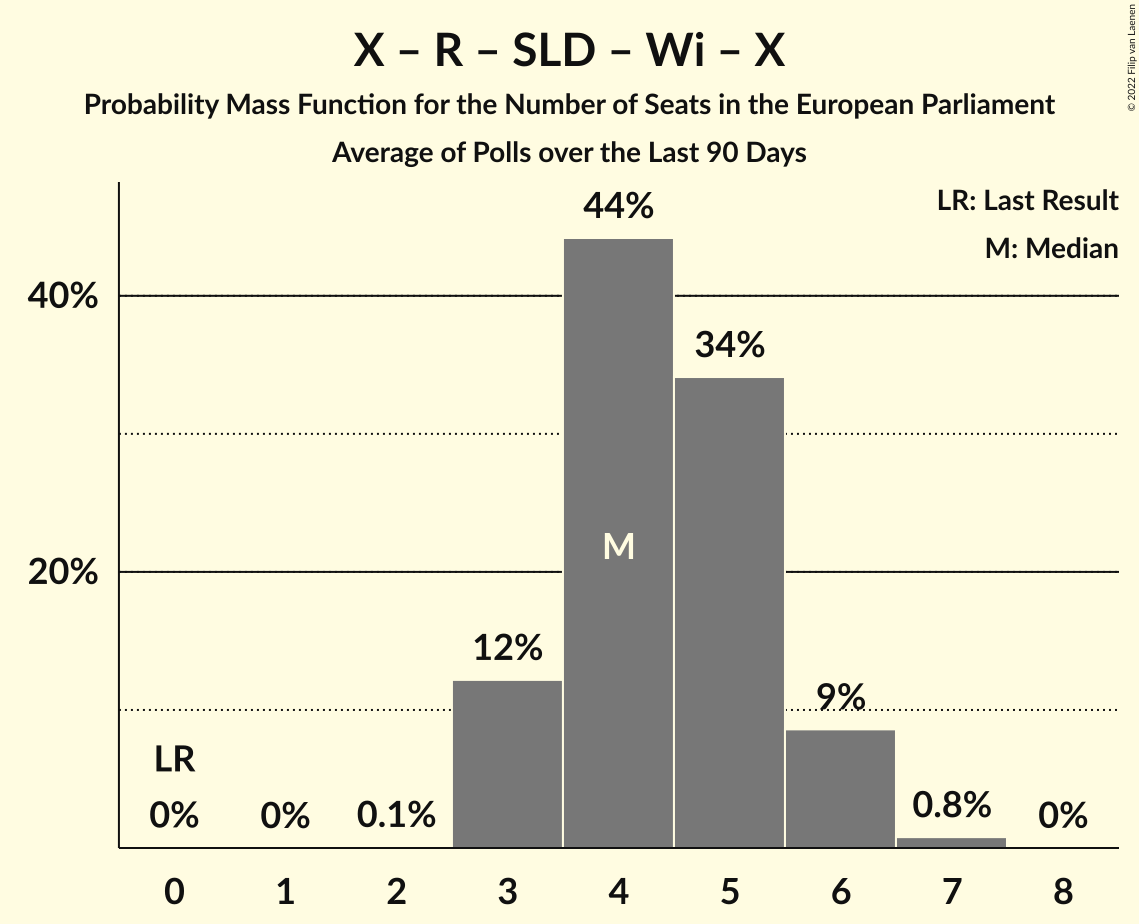 X – R – SLD – Wi – X
Probability Mass Function for the Number of Seats in the European Parliament
Average of Polls over the Last 90 Days
© 2022 Filip van Laenen
LR: Last Result
M: Median
44%
40%
34%
M
20%
12%
9%
LR
0%
0%
0.1%
0.8%
0%
0 1 2 3 4 5 6 7 8